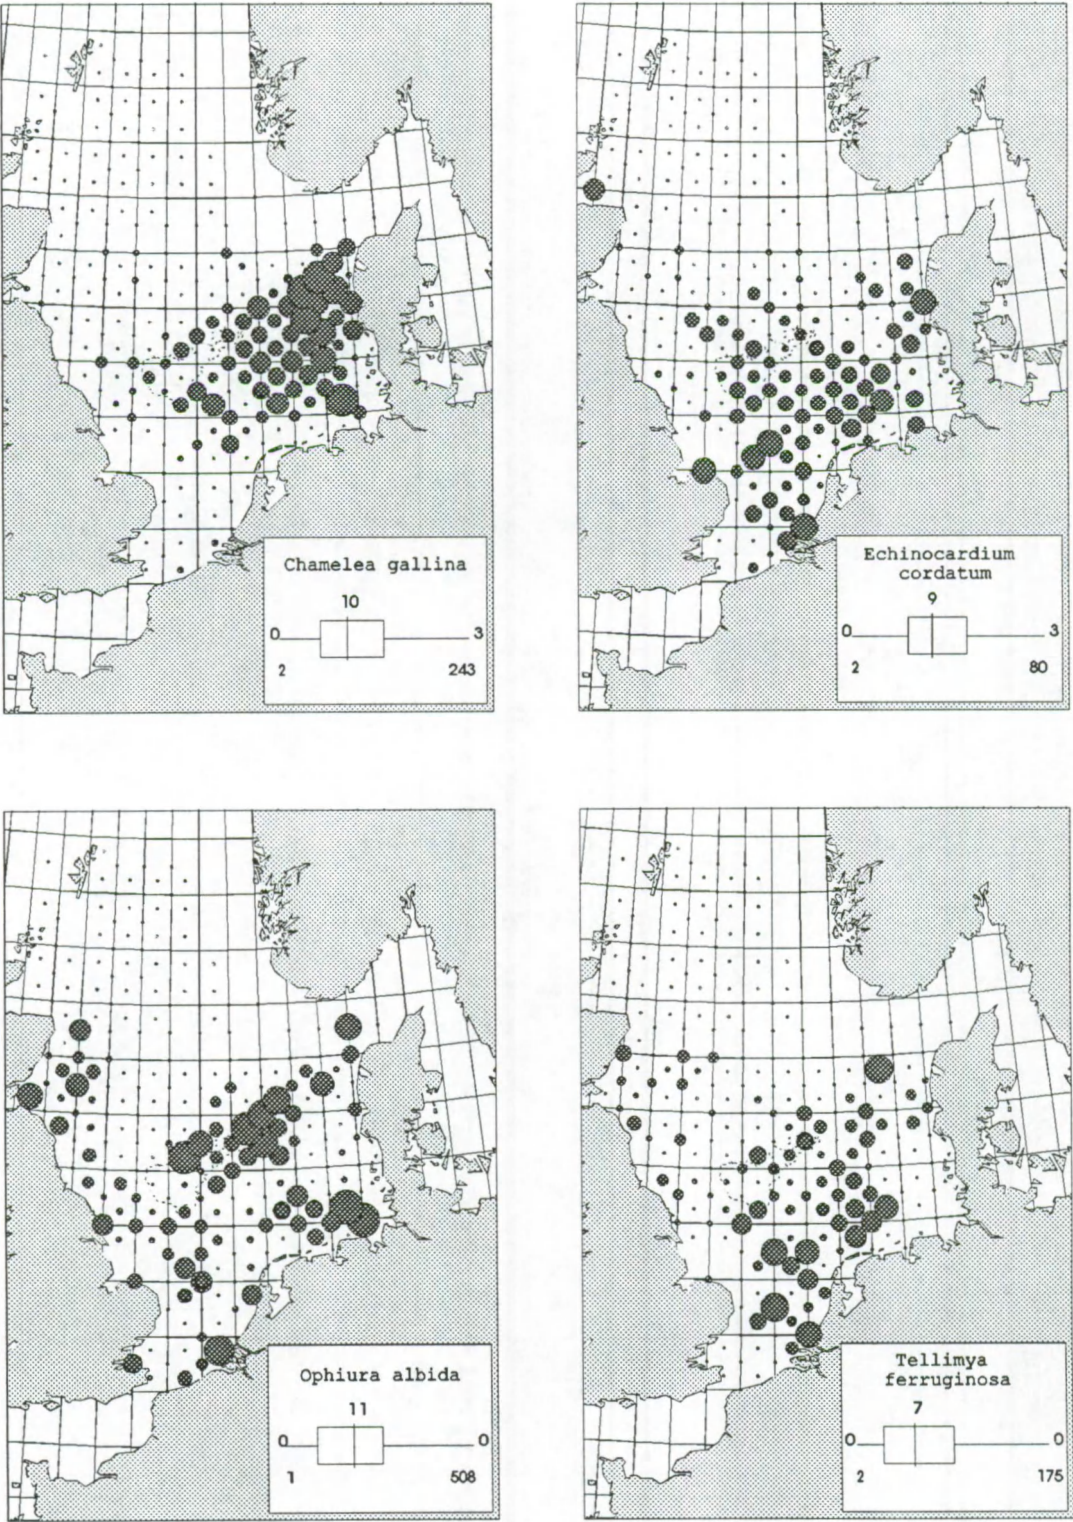 Chamelea gallina
10
0 3
2 243
Echinocardium
cordatum
9
0 3
2 80
Ophiura albida
11
0 0
1 508
Tellimya
ferruginosa
7
0 0
2 175